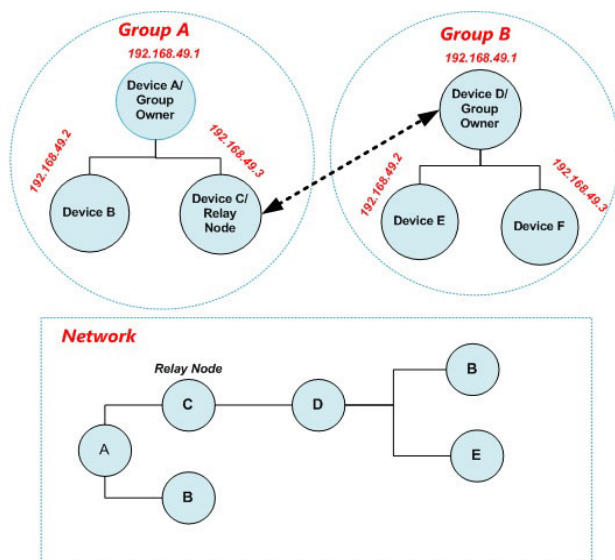 Group A
192.168.49.1
Device A/
Group
Owner
192.168.49.2
192.168.49.3
Device B
Device C/
Relay
Node
Group B
192.168.49.1
Device D/
Group
Owner
192.168.49.2
192.168.49.3
Device E
Device F
Network
Relay Node
C
D
B
A
E
B